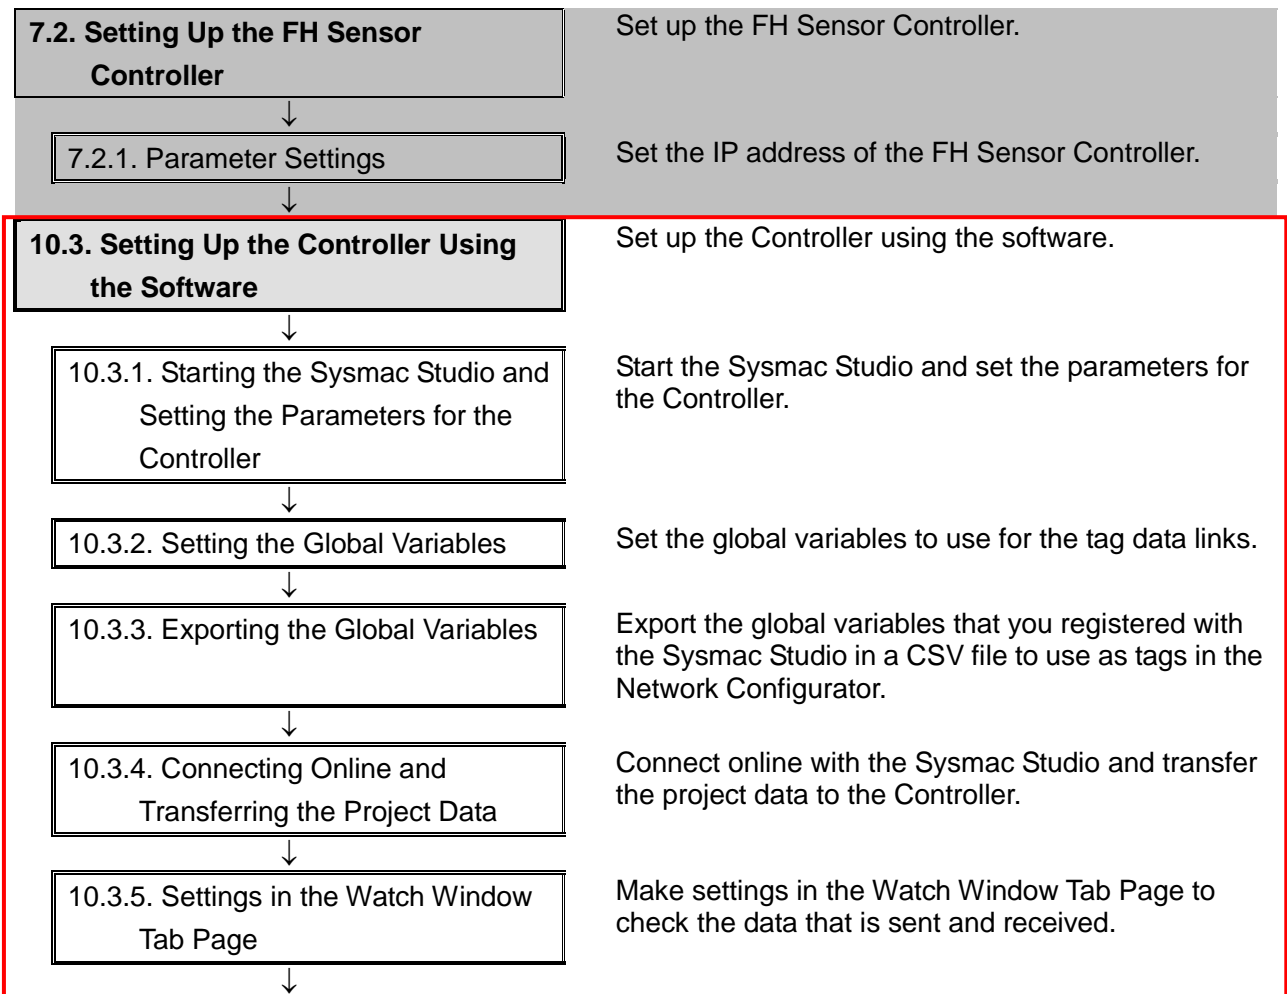 7.2. Setting Up the FH Sensor
Controller
Set up the FH Sensor Controller.
↓
7.2.1. Parameter Settings
Set the IP address of the FH Sensor Controller.
↓
10.3. Setting Up the Controller Using
the Software
Set up the Controller using the software.
↓
10.3.1. Starting the Sysmac Studio and
Setting the Parameters for the
Controller
Start the Sysmac Studio and set the parameters for
the Controller.
↓
10.3.2. Setting the Global Variables
Set the global variables to use for the tag data links.
↓
10.3.3. Exporting the Global Variables
Export the global variables that you registered with
the Sysmac Studio in a CSV file to use as tags in the
Network Configurator.
↓
10.3.4. Connecting Online and
Transferring the Project Data
Connect online with the Sysmac Studio and transfer
the project data to the Controller.
↓
10.3.5. Settings in the Watch Window
Tab Page
Make settings in the Watch Window Tab Page to
check the data that is sent and received.
↓